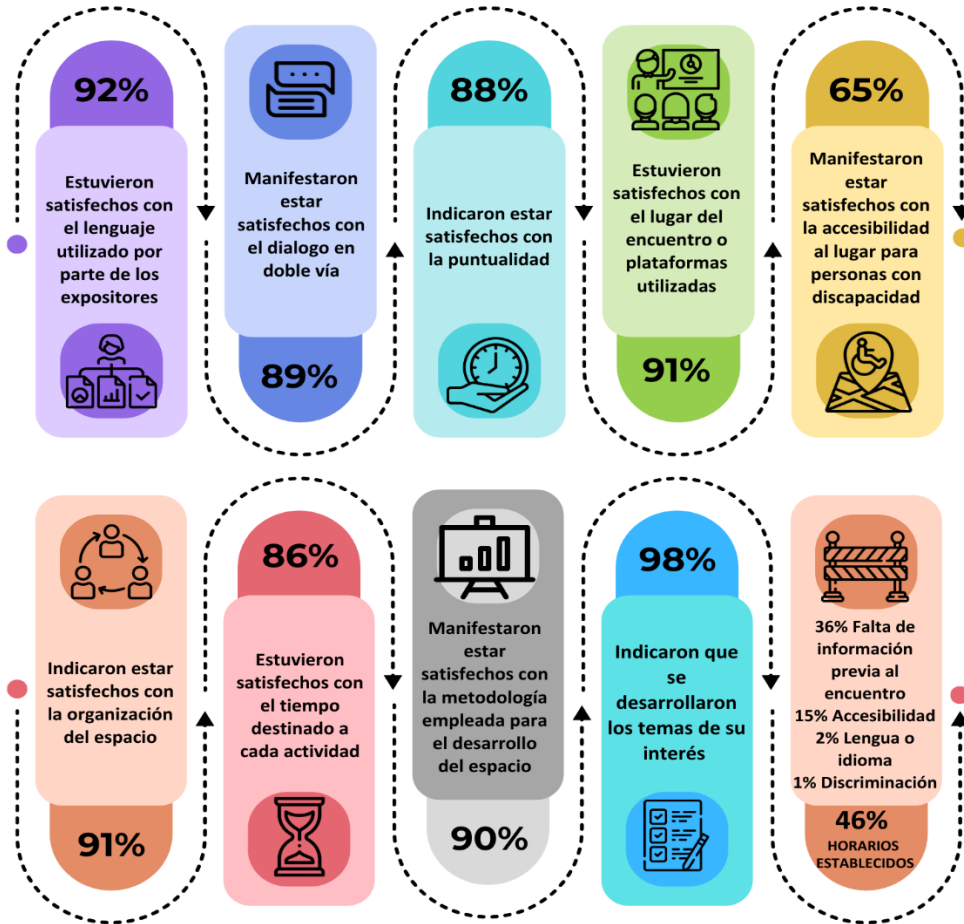 92%
Estuvieron
satisfechos con
el lenguaje
utilizado por
parte de los
expositores
Manifestaron
estar
satisfechos con
el dialogo en
doble vía
89%
88%
Indicaron estar
satisfechos con
la puntualidad
Estuvieron
satisfechos con
el lugar del
encuentro o
plataformas
utilizadas
91%
65%
Manifestaron
estar
satisfechos con
la accesibilidad
al lugar para
personas con
discapacidad
Indicaron estar
satisfechos con
la organización
del espacio
91%
86%
Estuvieron
satisfechos con
el tiempo
destinado a
cada actividad
Manifestaron
estar
satisfechos con
la metodología
empleada para
el desarrollo
del espacio
90%
98%
Indicaron que
se
desarrollaron
los temas de su
interés
36% Falta de
información
previa al
encuentro
15% Accesibilidad
2% Lengua o
idioma
1% Discriminación
46%
HORARIOS
ESTABLECIDOS